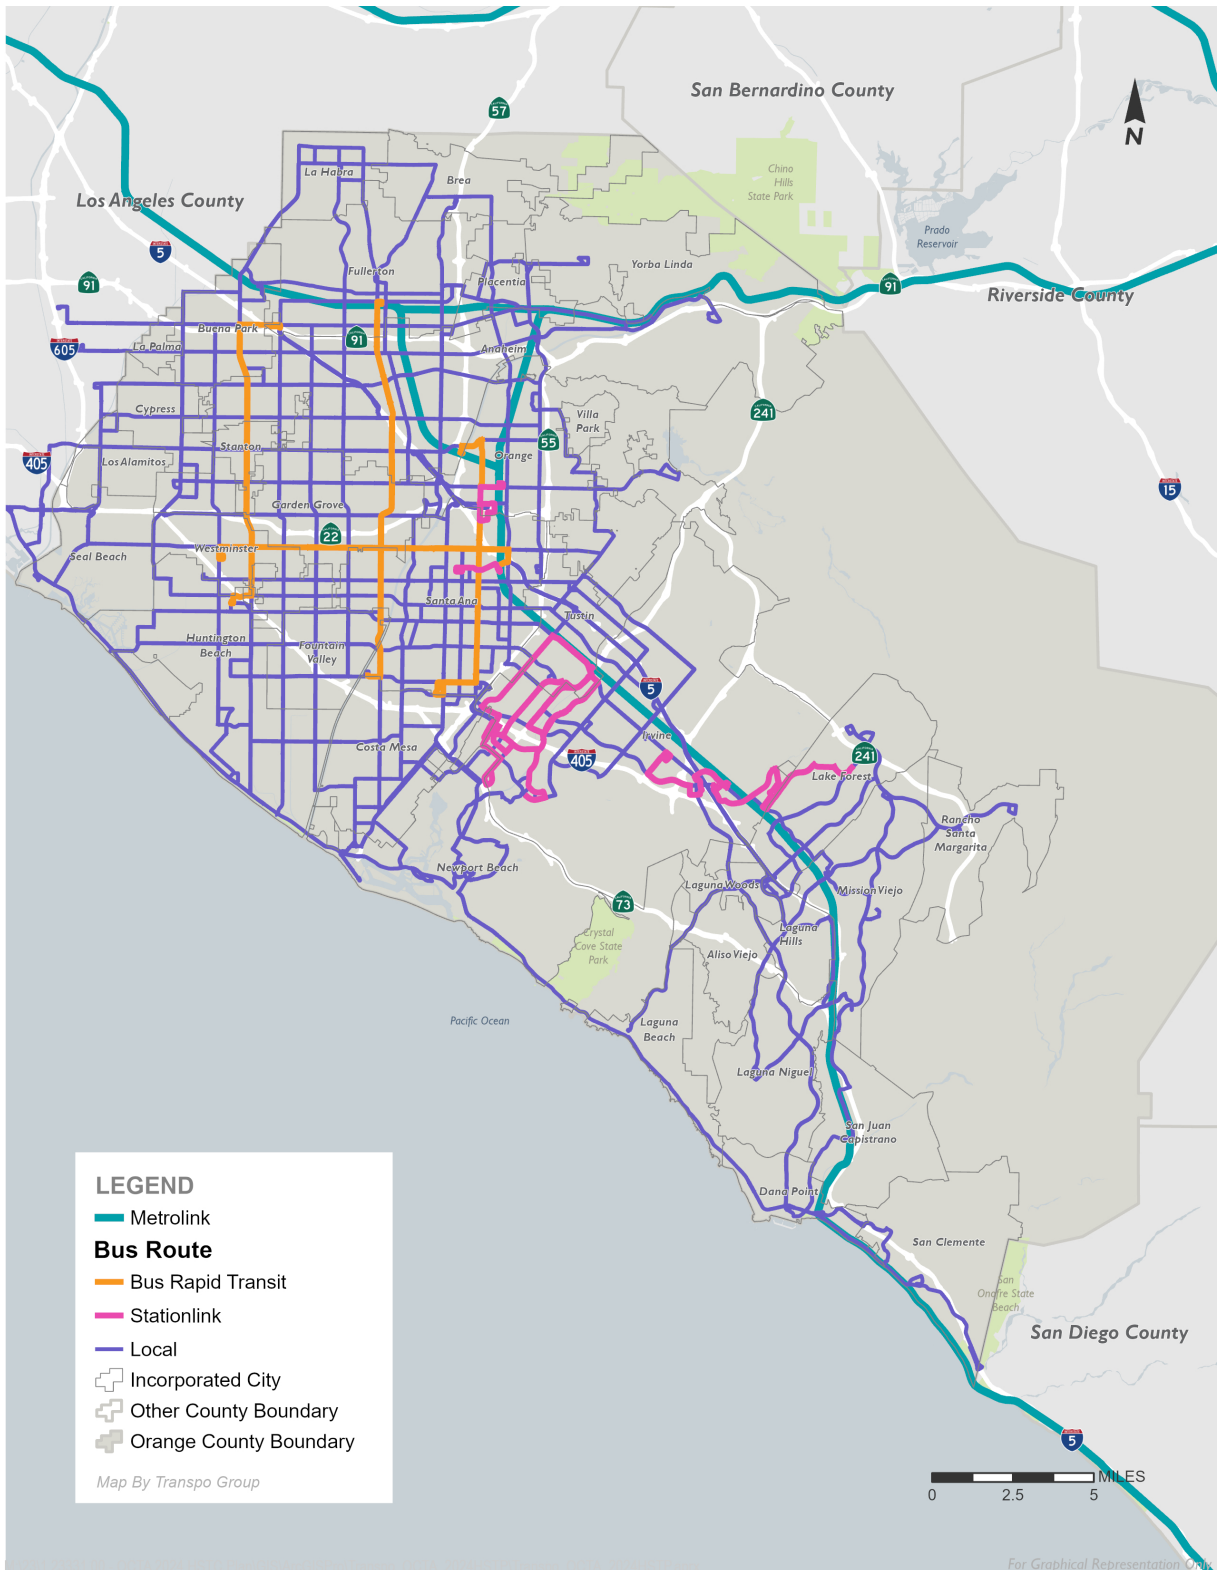 57
San Bernardino County
N
Chino
Hills
State Park
La Habra
Brea
Los Angeles County
Prado
Reservoir
5
Yorba Linda
Fullerton
91
Placentia
91
Riverside County
Buena Park
91
605
La Palma
Anaheim
Cypress
241
Villa
Park
55
Stanton
405
Los Alamitos
Orange
15
Garden Grove
22
Westminster
Seal Beach
Santa Ana
Tustin
Huntington
Beach
Fountain
Valley
5
Irvine
Costa Mesa
405
241
Lake Forest
Rancho
Santa
Margarita
Newport Beach
Laguna Woods
Mission Viejo
73
Crystal
Cove State
Park
Laguna
Hills
Aliso Viejo
Pacific Ocean
Laguna
Beach
Laguna Niguel
San Juan
Capistrano
Dana Point
San Clemente
San
Onofre State
Beach
San Diego County
LEGEND
Metrolink
Bus Route
Bus Rapid Transit
Stationlink
Local
Incorporated City
Other County Boundary
Orange County Boundary
Map By Transpo Group
5
MILES
0 2.5 5
For Graphical Representation Only